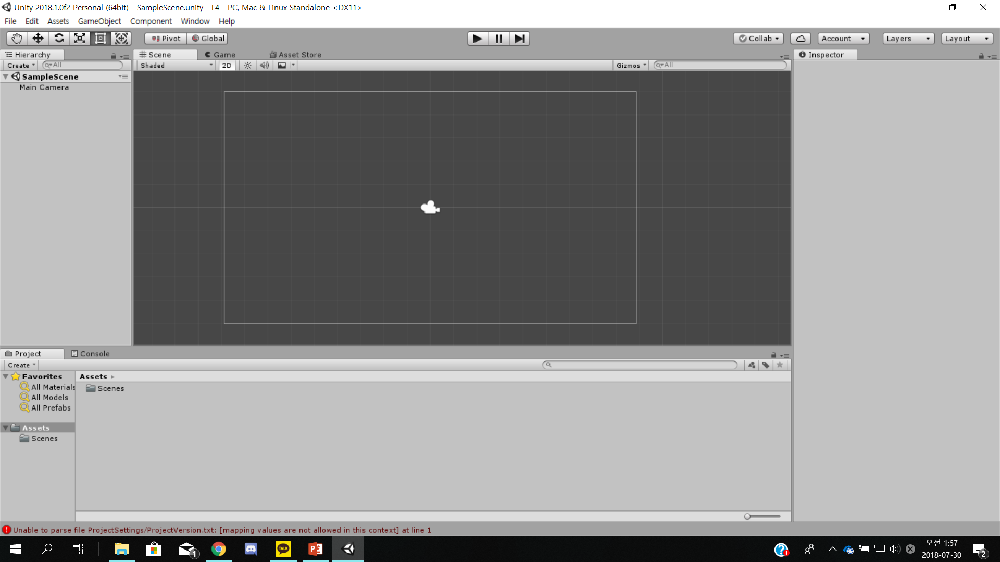 Unity 2018.1.0f2 Personal (64bit) - SampleScene.unity - L4 - PC, Mac & Linux Standalone <DX11>
File Edit Assets GameObject Component Window Help
Pivot Global Collab Account Layers Layout
Hierarchy Scene Game Asset Store Inspector
Create All Shaded 2D Gizmos All
SampleScene
Main Camera
Project Console
Create
Favorites Assets
All Materials Scenes
All Models
All Prefabs
Assets
Scenes
Unable to parse file ProjectSettings/ProjectVersion.txt: [mapping values are not allowed in this context] at line 1
1 TALK P 오전 1:57
2018-07-30 2